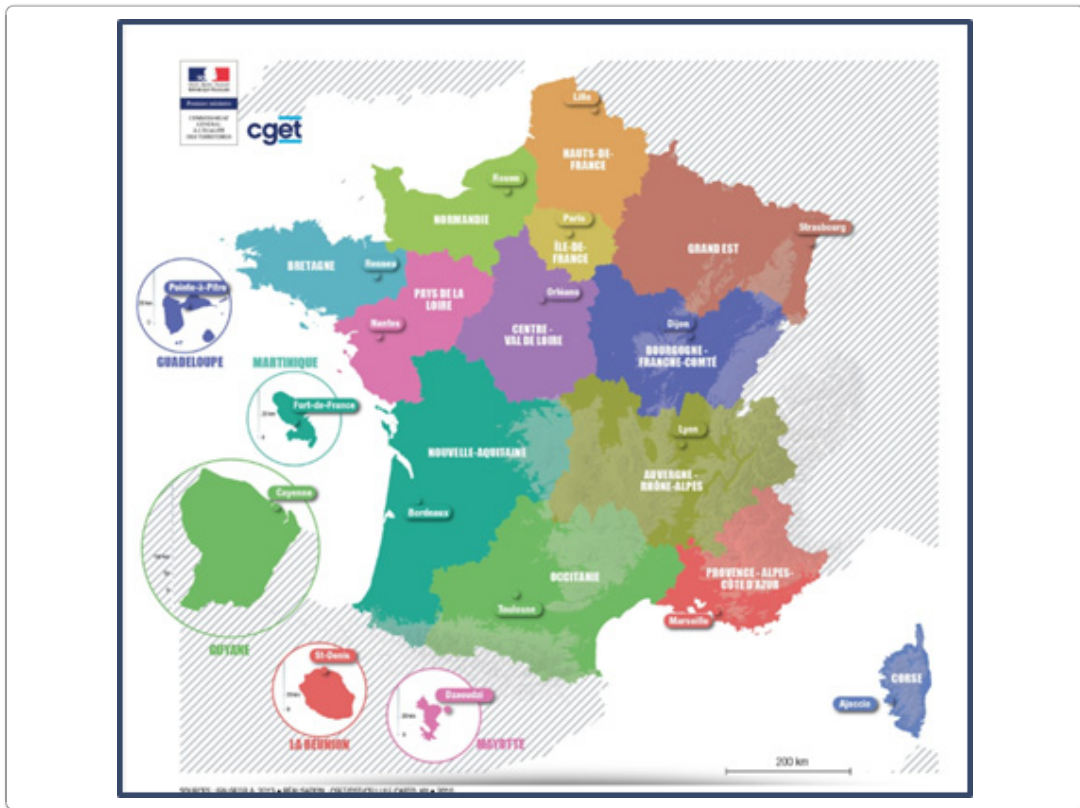 cget
Lille
HAUTS-DE-
FRANCE
Rouen
NORMANDIE
Paris
ÎLE-DE-
FRANCE
Strasbourg
GRAND EST
BRETAGNE
Rennes
PAYS DE LA
LOIRE
Nantes
Orléans
CENTRE -
VAL DE LOIRE
Dijon
BOURGOGNE -
FRANCHE-COMTÉ
Pointe-à-Pitre
GUADELOUPE
MARTINIQUE
Fort-de-France
NOUVELLE-AQUITAINE
Bordeaux
Lyon
AUVERGNE -
RHÔNE-ALPES
Cayenne
GUYANE
OCCITANIE
Toulouse
PROVENCE - ALPES-
CÔTE D'AZUR
Marseille
St-Denis
LA RÉUNION
Dzaoudzi
MAYOTTE
CORSE
Ajaccio
200 km